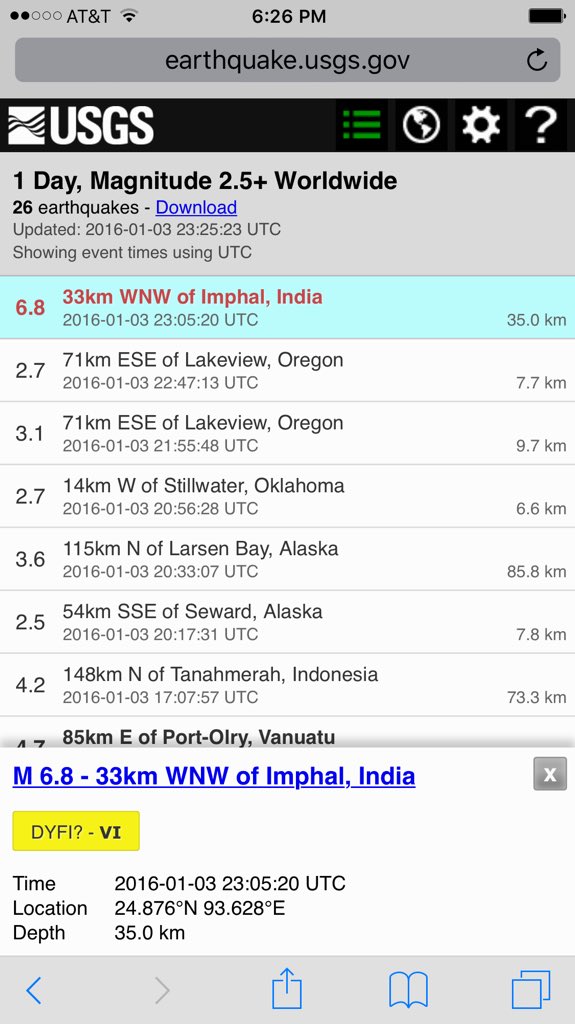 AT&T 6:26 PM
earthquake.usgs.gov
USGS ?
1 Day, Magnitude 2.5+ Worldwide
26 earthquakes - Download
Updated: 2016-01-03 23:25:23 UTC
Showing event times using UTC
6.8 33km WNW of Imphal, India
2016-01-03 23:05:20 UTC 35.0 km
2.7 71km ESE of Lakeview, Oregon
2016-01-03 22:47:13 UTC 7.7 km
3.1 71km ESE of Lakeview, Oregon
2016-01-03 21:55:48 UTC 9.7 km
2.7 14km W of Stillwater, Oklahoma
2016-01-03 20:56:28 UTC 6.6 km
3.6 115km N of Larsen Bay, Alaska
2016-01-03 20:33:07 UTC 85.8 km
2.5 54km SSE of Seward, Alaska
2016-01-03 20:17:31 UTC 7.8 km
4.2 148km N of Tanahmerah, Indonesia
2016-01-03 17:07:57 UTC 73.3 km
4.7 85km E of Port-Olry, Vanuatu
M 6.8 - 33km WNW of Imphal, India X
DYFI? - VI
Time 2016-01-03 23:05:20 UTC
Location 24.876°N 93.628°E
Depth 35.0 km